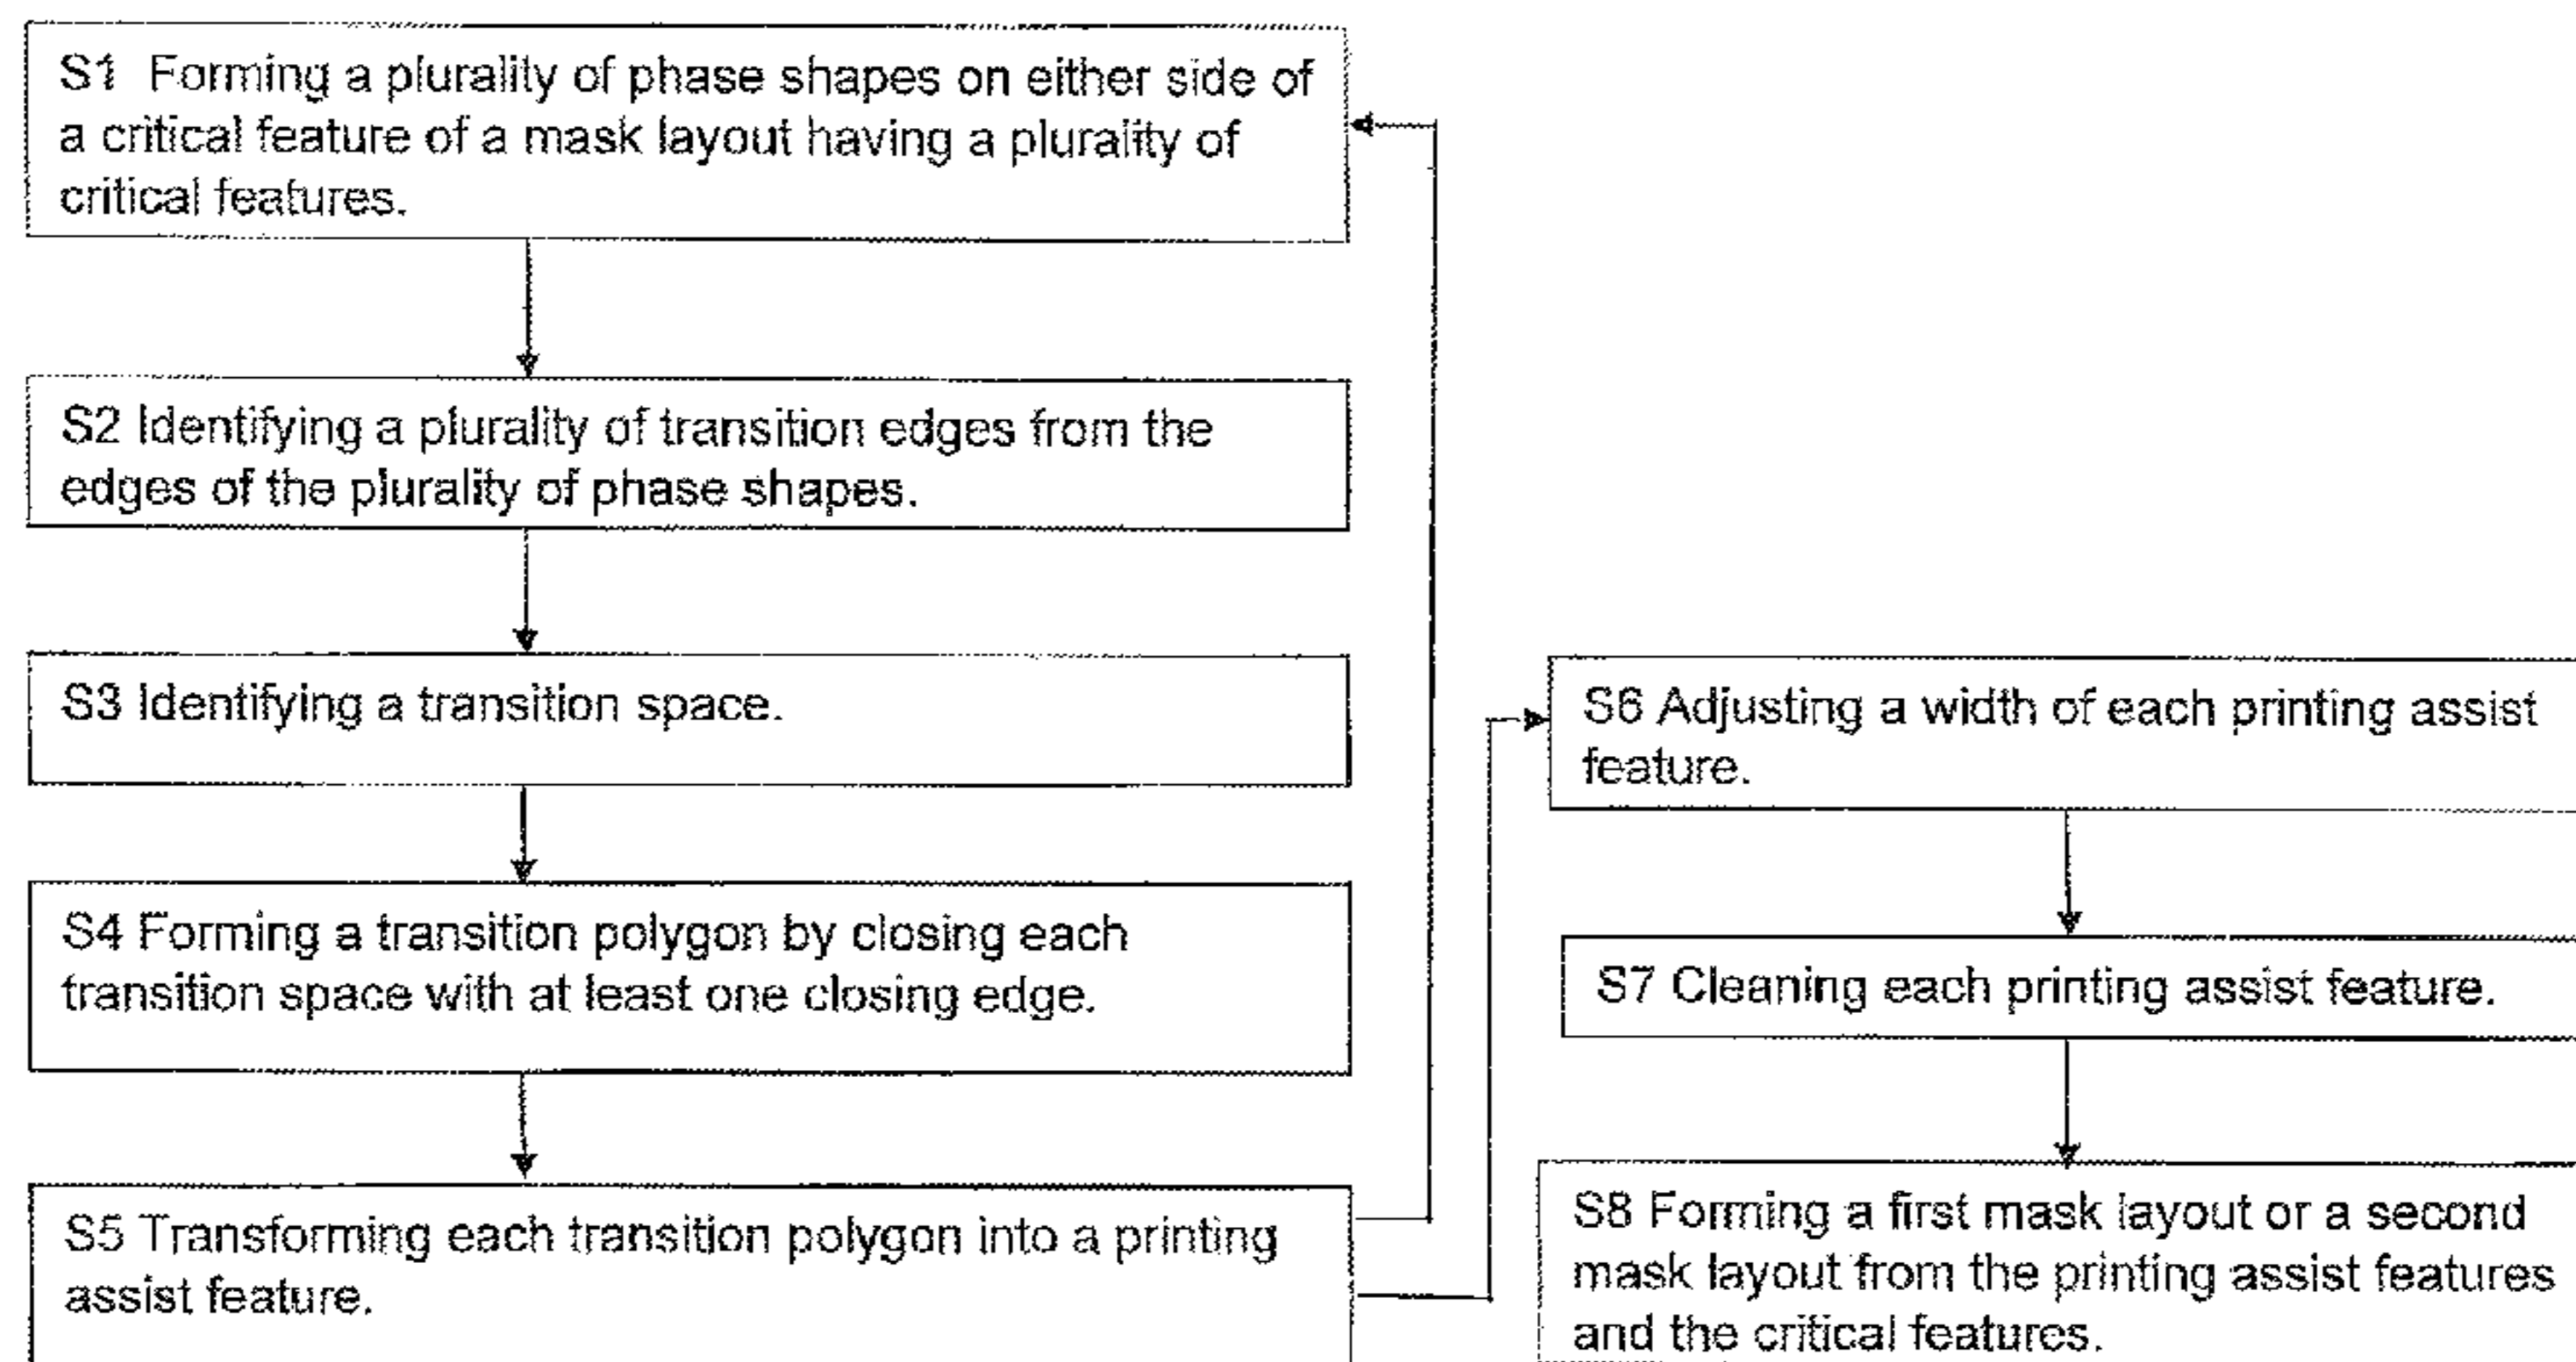 S1 Forming a plurality of phase shapes on either side of
a critical feature of a mask layout having a plurality of
critical features.
S2 Identifying a plurality of transition edges from the
edges of the plurality of phase shapes.
S3 Identifying a transition space.
S4 Forming a transition polygon by closing each
transition space with at least one closing edge.
S5 Transforming each transition polygon into a printing
assist feature.
S6 Adjusting a width of each printing assist
feature.
S7 Cleaning each printing assist feature.
S8 Forming a first mask layout or a second
mask layout from the printing assist features
and the critical features.